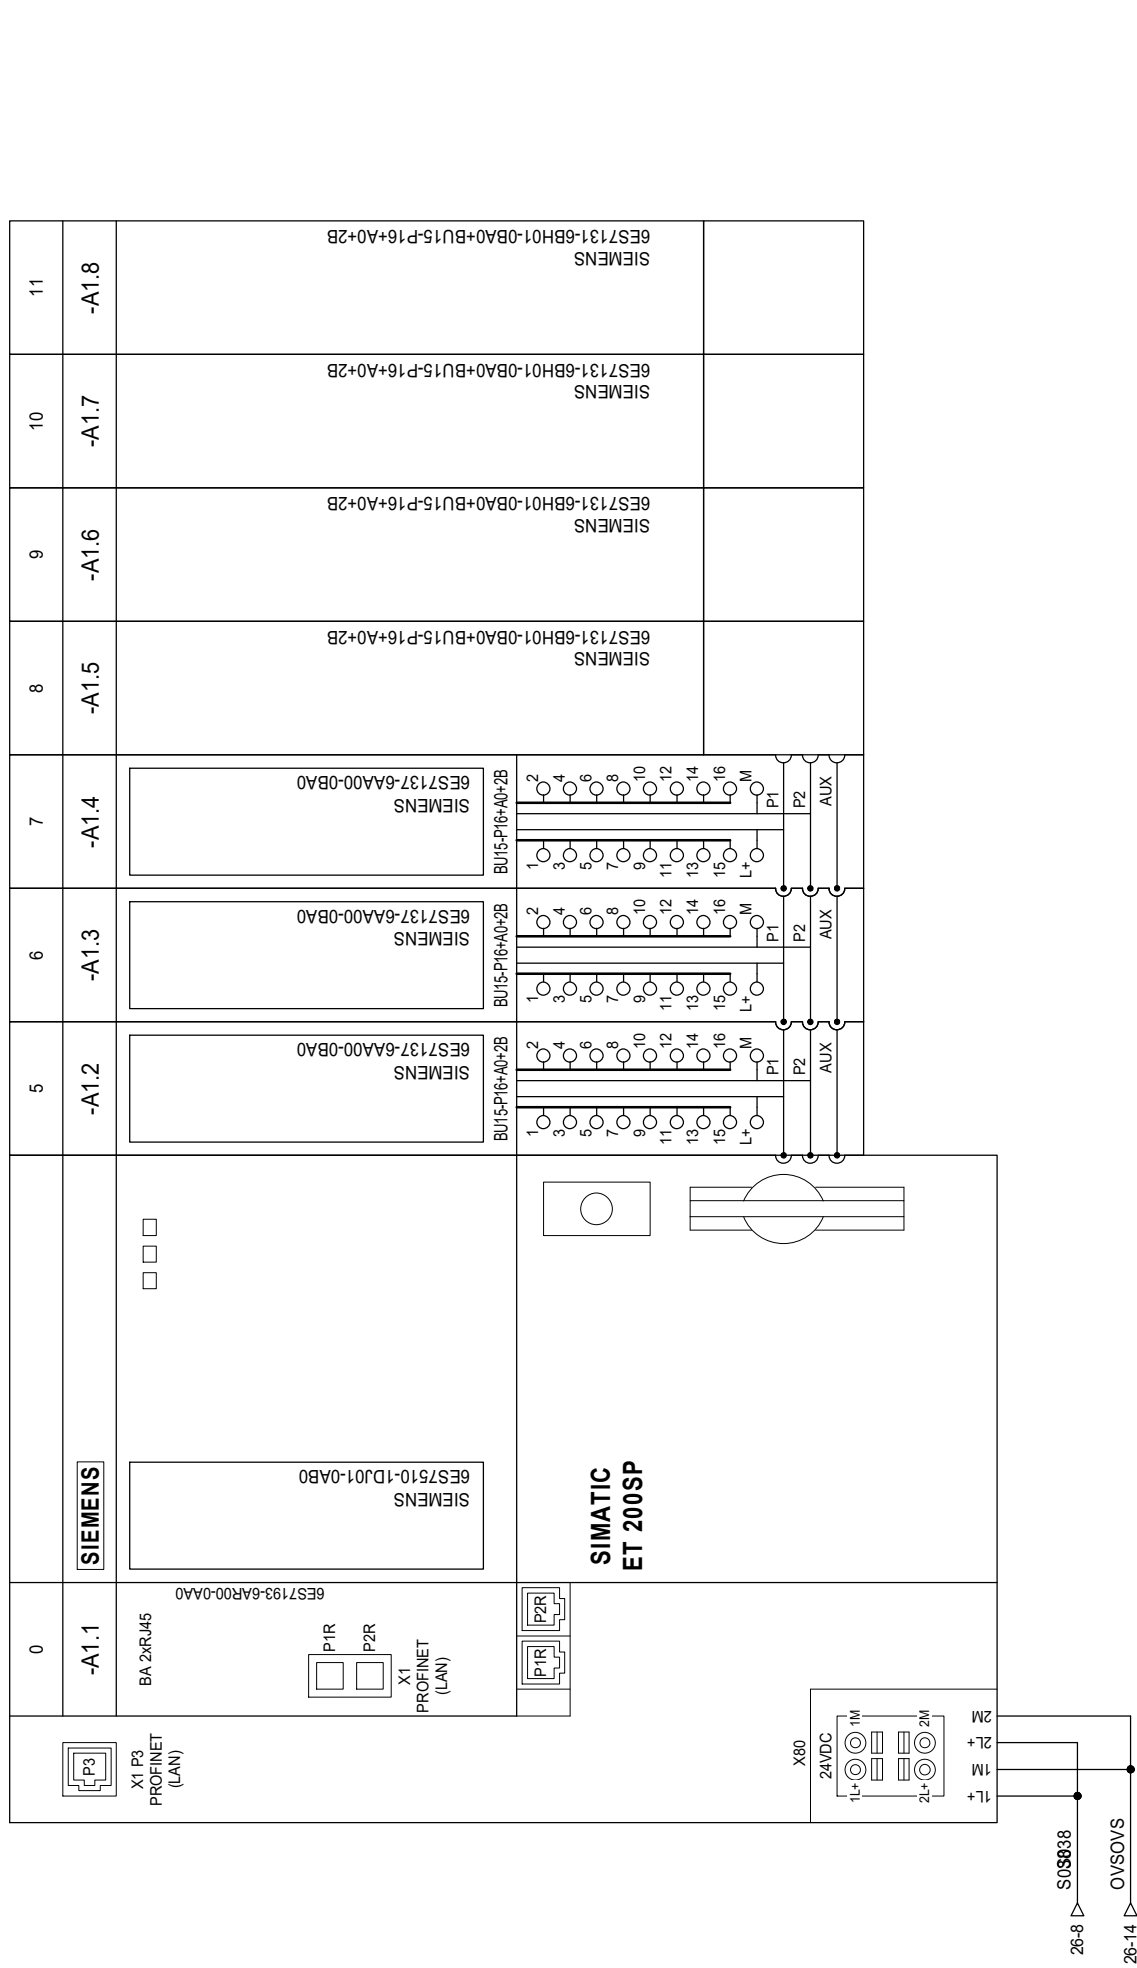 0
-A1.1
BA 2xRJ45
6ES7193-6AR00-0AA0
P1R
P2R
X1
PROFINET
(LAN)
P1R
P2R
P3
X1 P3
PROFINET
(LAN)
X80
24VDC
1L+
1M
2L+
2M
1L+
1M
2L+
2M
26-8
26-14
OVSOVS
SIEMENS
SIEMENS
6ES7510-1DJ01-0AB0
SIMATIC
ET 200SP
5
-A1.2
SIEMENS
6ES7137-6AA00-0BA0
BU15-P16+A0+2B
1
3
5
7
9
11
13
15
L+
2
4
6
8
10
12
14
16
M
P1
P2
AUX
6
-A1.3
SIEMENS
6ES7137-6AA00-0BA0
BU15-P16+A0+2B
1
3
5
7
9
11
13
15
L+
2
4
6
8
10
12
14
16
M
P1
P2
AUX
7
-A1.4
SIEMENS
6ES7137-6AA00-0BA0
BU15-P16+A0+2B
1
3
5
7
9
11
13
15
L+
2
4
6
8
10
12
14
16
M
P1
P2
AUX
8
-A1.5
SIEMENS
6ES7131-6BH01-0BA0+BU15-P16+A0+2B
9
-A1.6
SIEMENS
6ES7131-6BH01-0BA0+BU15-P16+A0+2B
10
-A1.7
SIEMENS
6ES7131-6BH01-0BA0+BU15-P16+A0+2B
11
-A1.8
SIEMENS
6ES7131-6BH01-0BA0+BU15-P16+A0+2B